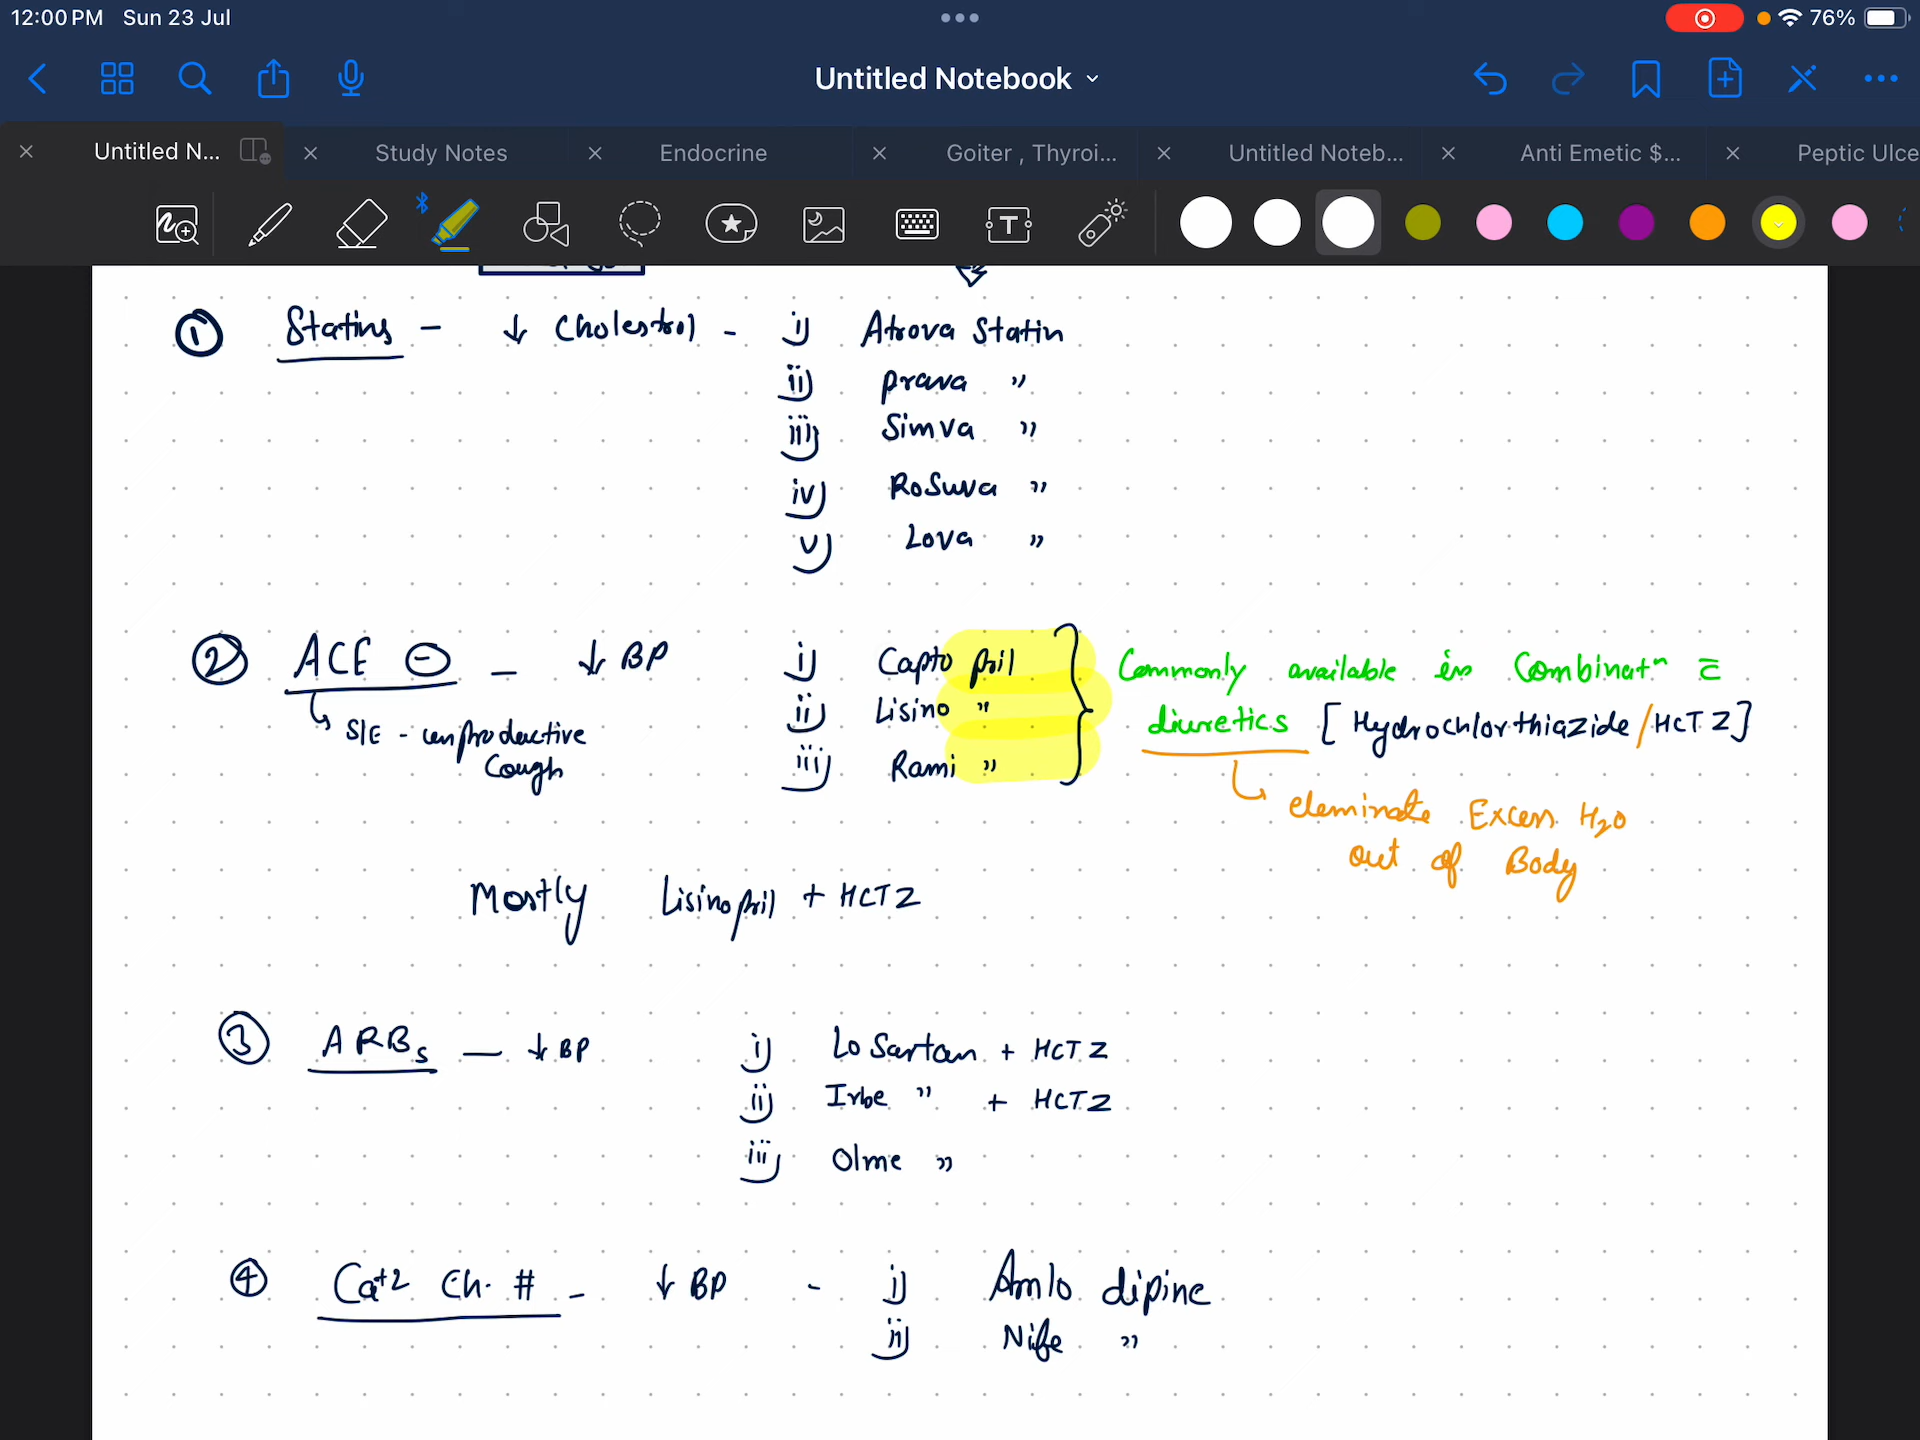 12:00 PM Sun 23 Jul
76%
Untitled Notebook
Untitled N...
Study Notes
Endocrine
Goiter , Thyroi...
Untitled Noteb...
Anti Emetic $...
Peptic Ulce
① Statins - ↓ Cholestrol - i) Atrova Statin
ii) prava "
iii) Simva "
iv) RoSuva "
v) Lova "
② ACE ⊖ - ↓ BP i) Capto pril } Commonly available in Combinatⁿ c̄
S/E - unproductive Cough ii) Lisino " diuretics [Hydrochlorthiazide/HCTZ]
iii) Rami "
eleminate Excess H₂O
out of Body
Mostly Lisinopril + HCTZ
③ ARBs — ↓ BP i) Lo Sartan + HCTZ
ii) Irbe " + HCTZ
iii) Olme "
④ Ca+2 Ch. # - ↓ BP - i) Amlo dipine
ii) Nife "